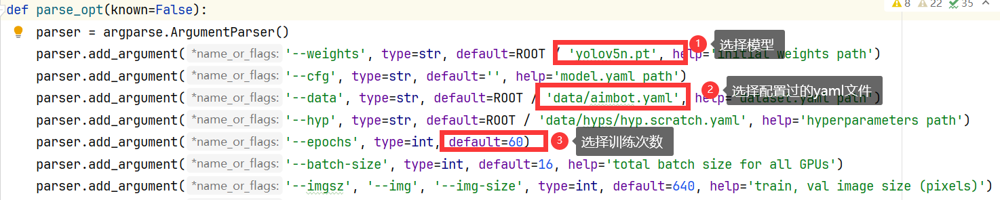 def parse_opt(known=False):
8 22 35
parser = argparse.ArgumentParser()
1 选择模型
parser.add_argument( *name_or_flags: '--weights', type=str, default=ROOT / 'yolov5n.pt', help='initial weights path')
parser.add_argument( *name_or_flags: '--cfg', type=str, default='', help='model.yaml path')
2 选择配置过的yaml文件
parser.add_argument( *name_or_flags: '--data', type=str, default=ROOT / 'data/aimbot.yaml', help='dataset.yaml path')
parser.add_argument( *name_or_flags: '--hyp', type=str, default=ROOT / 'data/hyps/hyp.scratch.yaml', help='hyperparameters path')
parser.add_argument( *name_or_flags: '--epochs', type=int, default=60)
3 选择训练次数
parser.add_argument( *name_or_flags: '--batch-size', type=int, default=16, help='total batch size for all GPUs')
parser.add_argument( *name_or_flags: '--imgsz', '--img', '--img-size', type=int, default=640, help='train, val image size (pixels)')